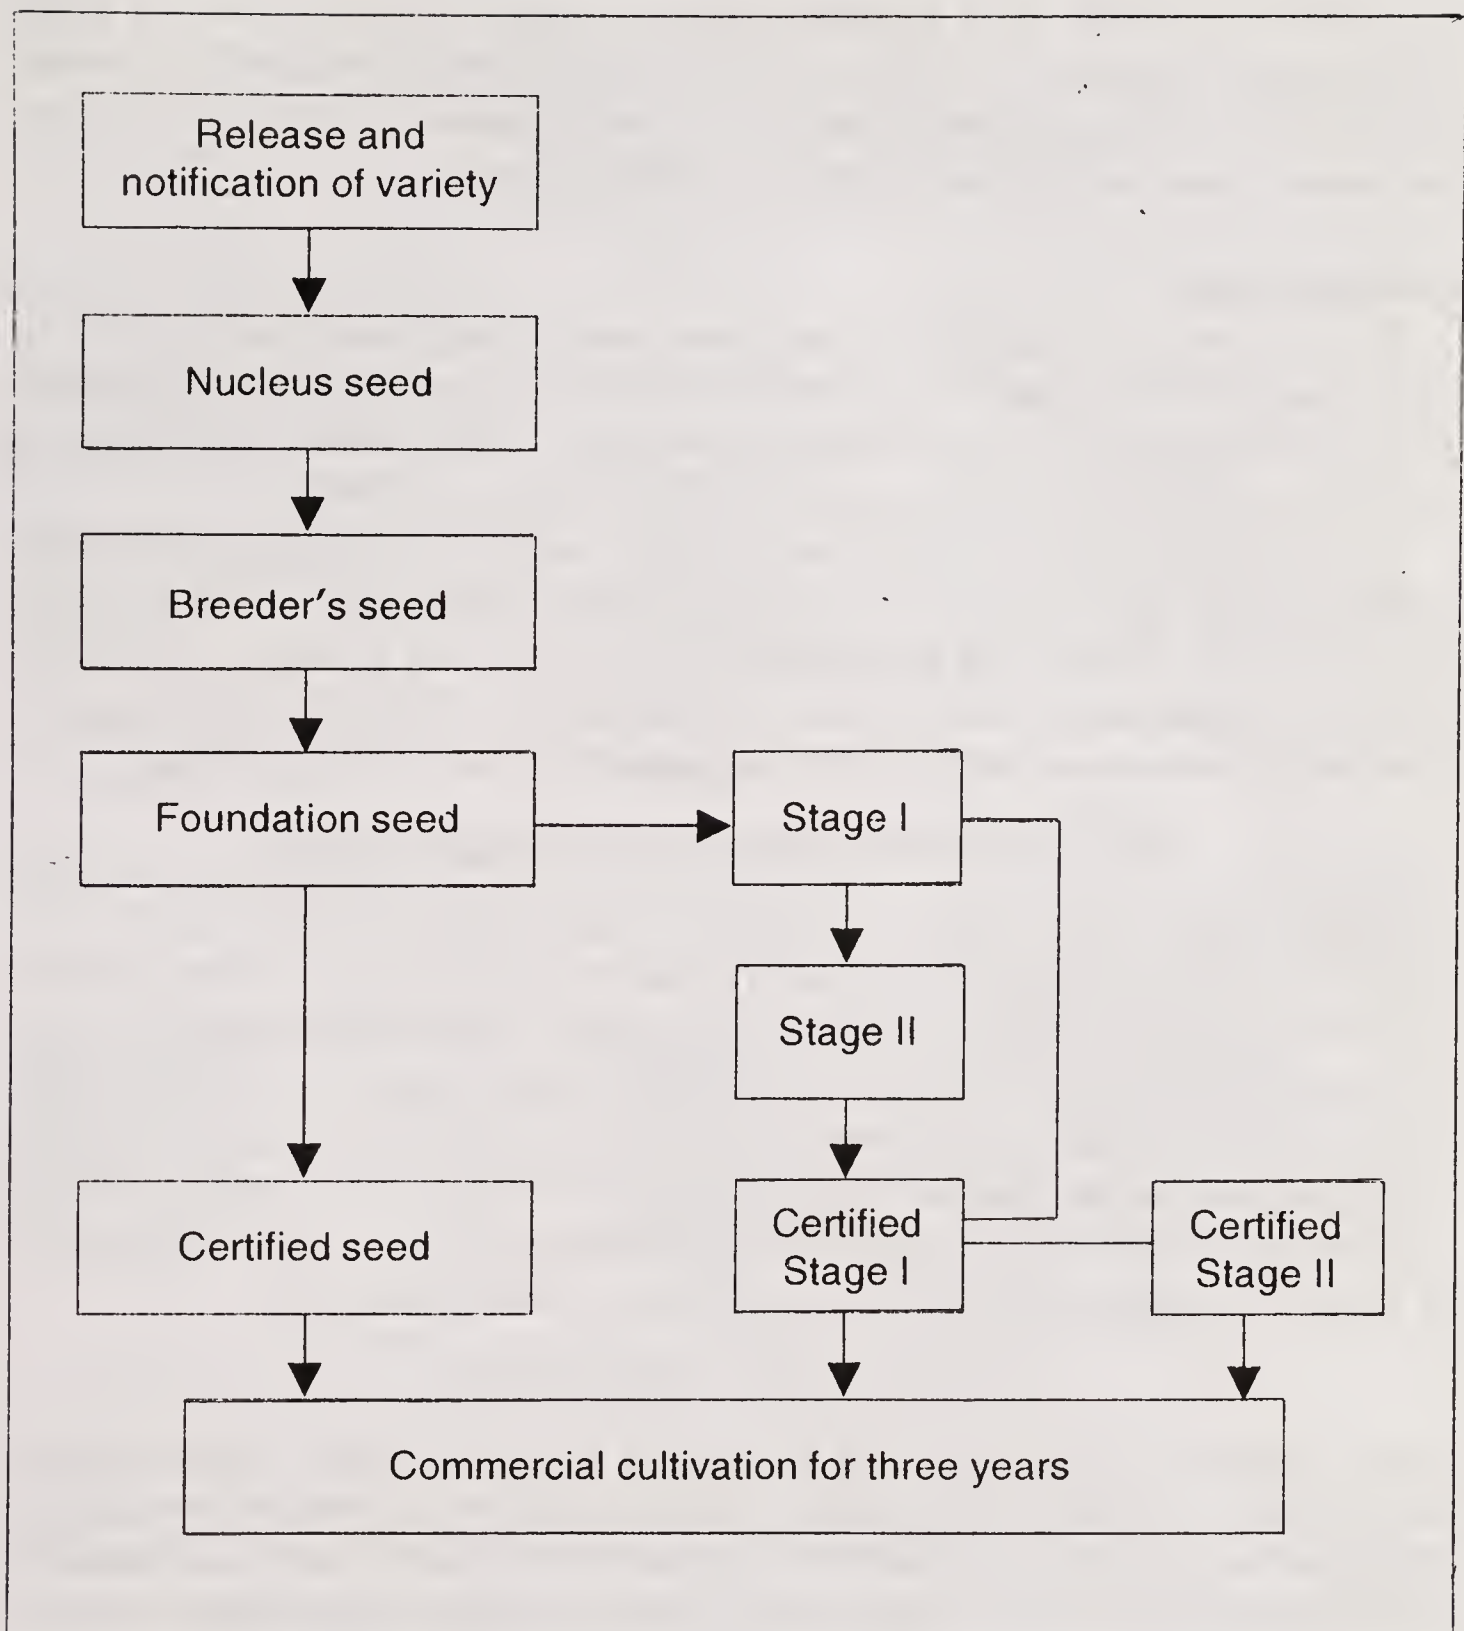 Release and
notification of variety
Nucleus seed
Breeder's seed
Foundation seed
Stage I
Stage II
Certified seed
Certified
Stage I
Certified
Stage II
Commercial cultivation for three years